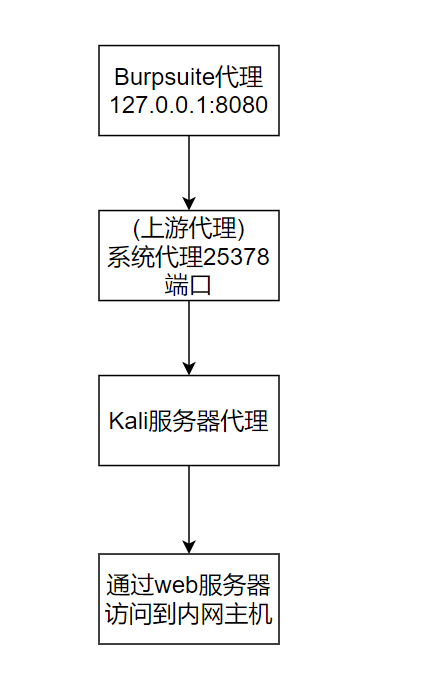 Burpsuite代理
127.0.0.1:8080
(上游代理)
系统代理25378
端口
Kali服务器代理
通过web服务器
访问到内网主机